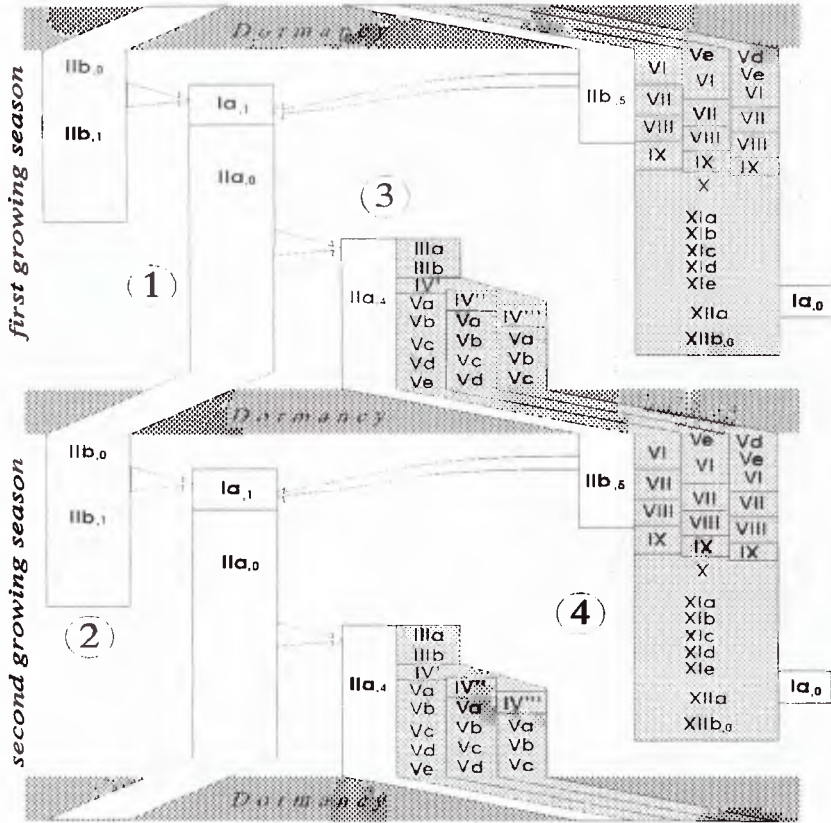 Dormancy
first growing season
IIb,0
IIb,1
Ia,1
IIa,0
1
3
IIa,4
IIIa
IIIb
IV'
Va
Vb
Vc
Vd
Ve
IV''
Va
Vb
Vc
Vd
IV'''
Va
Vb
Vc
IIb,5
VI
VII
VIII
IX
Ve
VI
VII
VIII
IX
Vd
Ve
VI
VII
VIII
IX
X
XIa
XIb
XIc
XId
XIe
XIIa
XIIb,0
Ia,0
Dormancy
second growing season
IIb,0
IIb,1
Ia,1
IIa,0
2
4
IIa,4
IIIa
IIIb
IV'
Va
Vb
Vc
Vd
Ve
IV''
Va
Vb
Vc
Vd
IV'''
Va
Vb
Vc
IIb,5
VI
VII
VIII
IX
Ve
VI
VII
VIII
IX
Vd
Ve
VI
VII
VIII
IX
X
XIa
XIb
XIc
XId
XIe
XIIa
XIIb,0
Ia,0
Dormancy